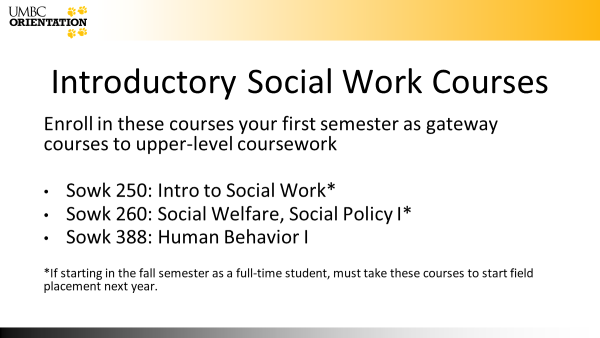 UMBC
ORIENTATION
Introductory Social Work Courses
Enroll in these courses your first semester as gateway
courses to upper-level coursework
• Sowk 250: Intro to Social Work*
• Sowk 260: Social Welfare, Social Policy I*
• Sowk 388: Human Behavior I
*If starting in the fall semester as a full-time student, must take these courses to start field
placement next year.